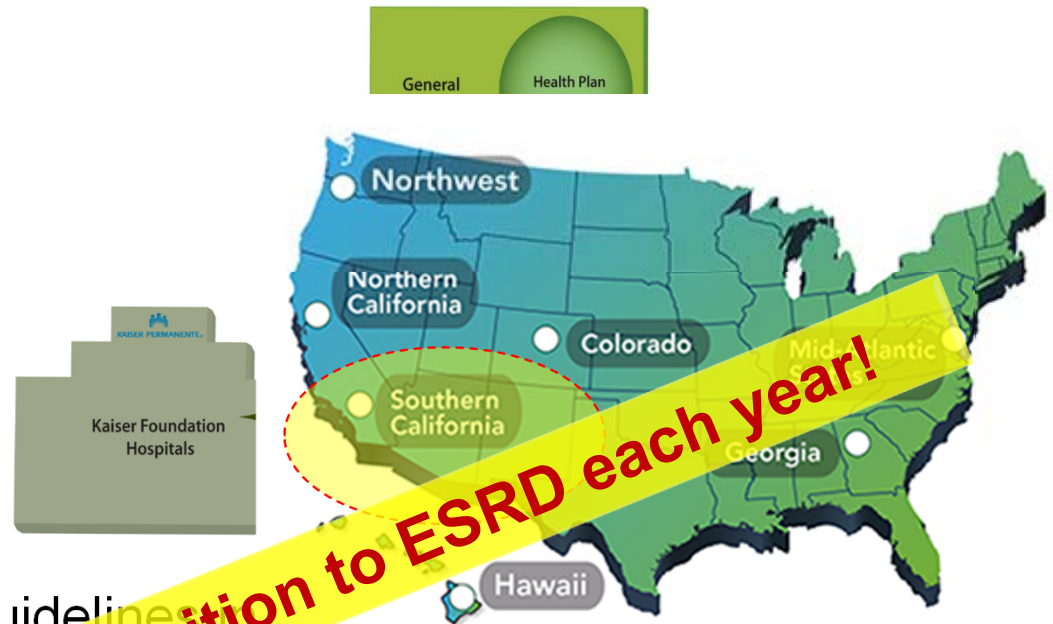 General
Health Plan
Northwest
Northern
California
KAISER PERMANENTE®
Colorado
Mid-Atlantic
Southern
California
Kaiser Foundation
Hospitals
Georgia
ition to ESRD each year!
Hawaii
uidelines